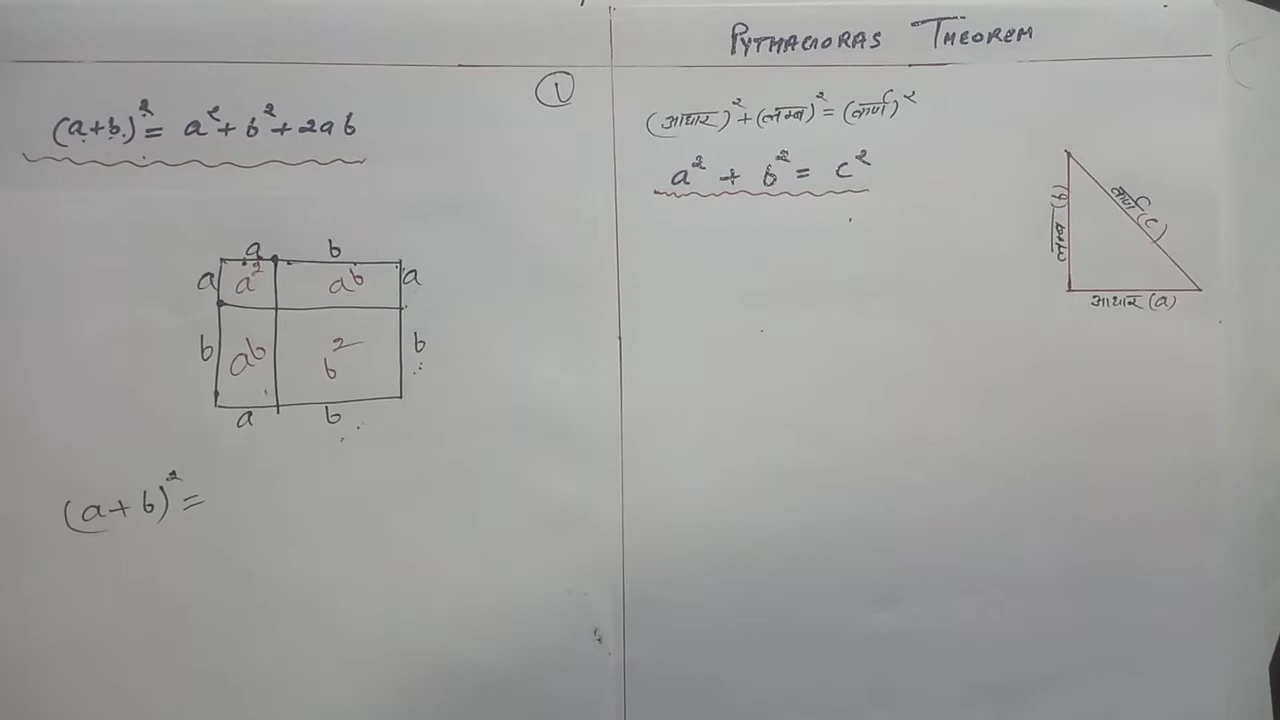 (a+b)² = a² + b² + 2ab
①
a b
a a² ab a
b ab b² b
a b
(a+b)² =
PYTHAGORAS THEOREM
(आधार)² + (लम्ब)² = (कर्ण)²
a² + b² = c²
लम्ब (b)
कर्ण (c)
आधार (a)